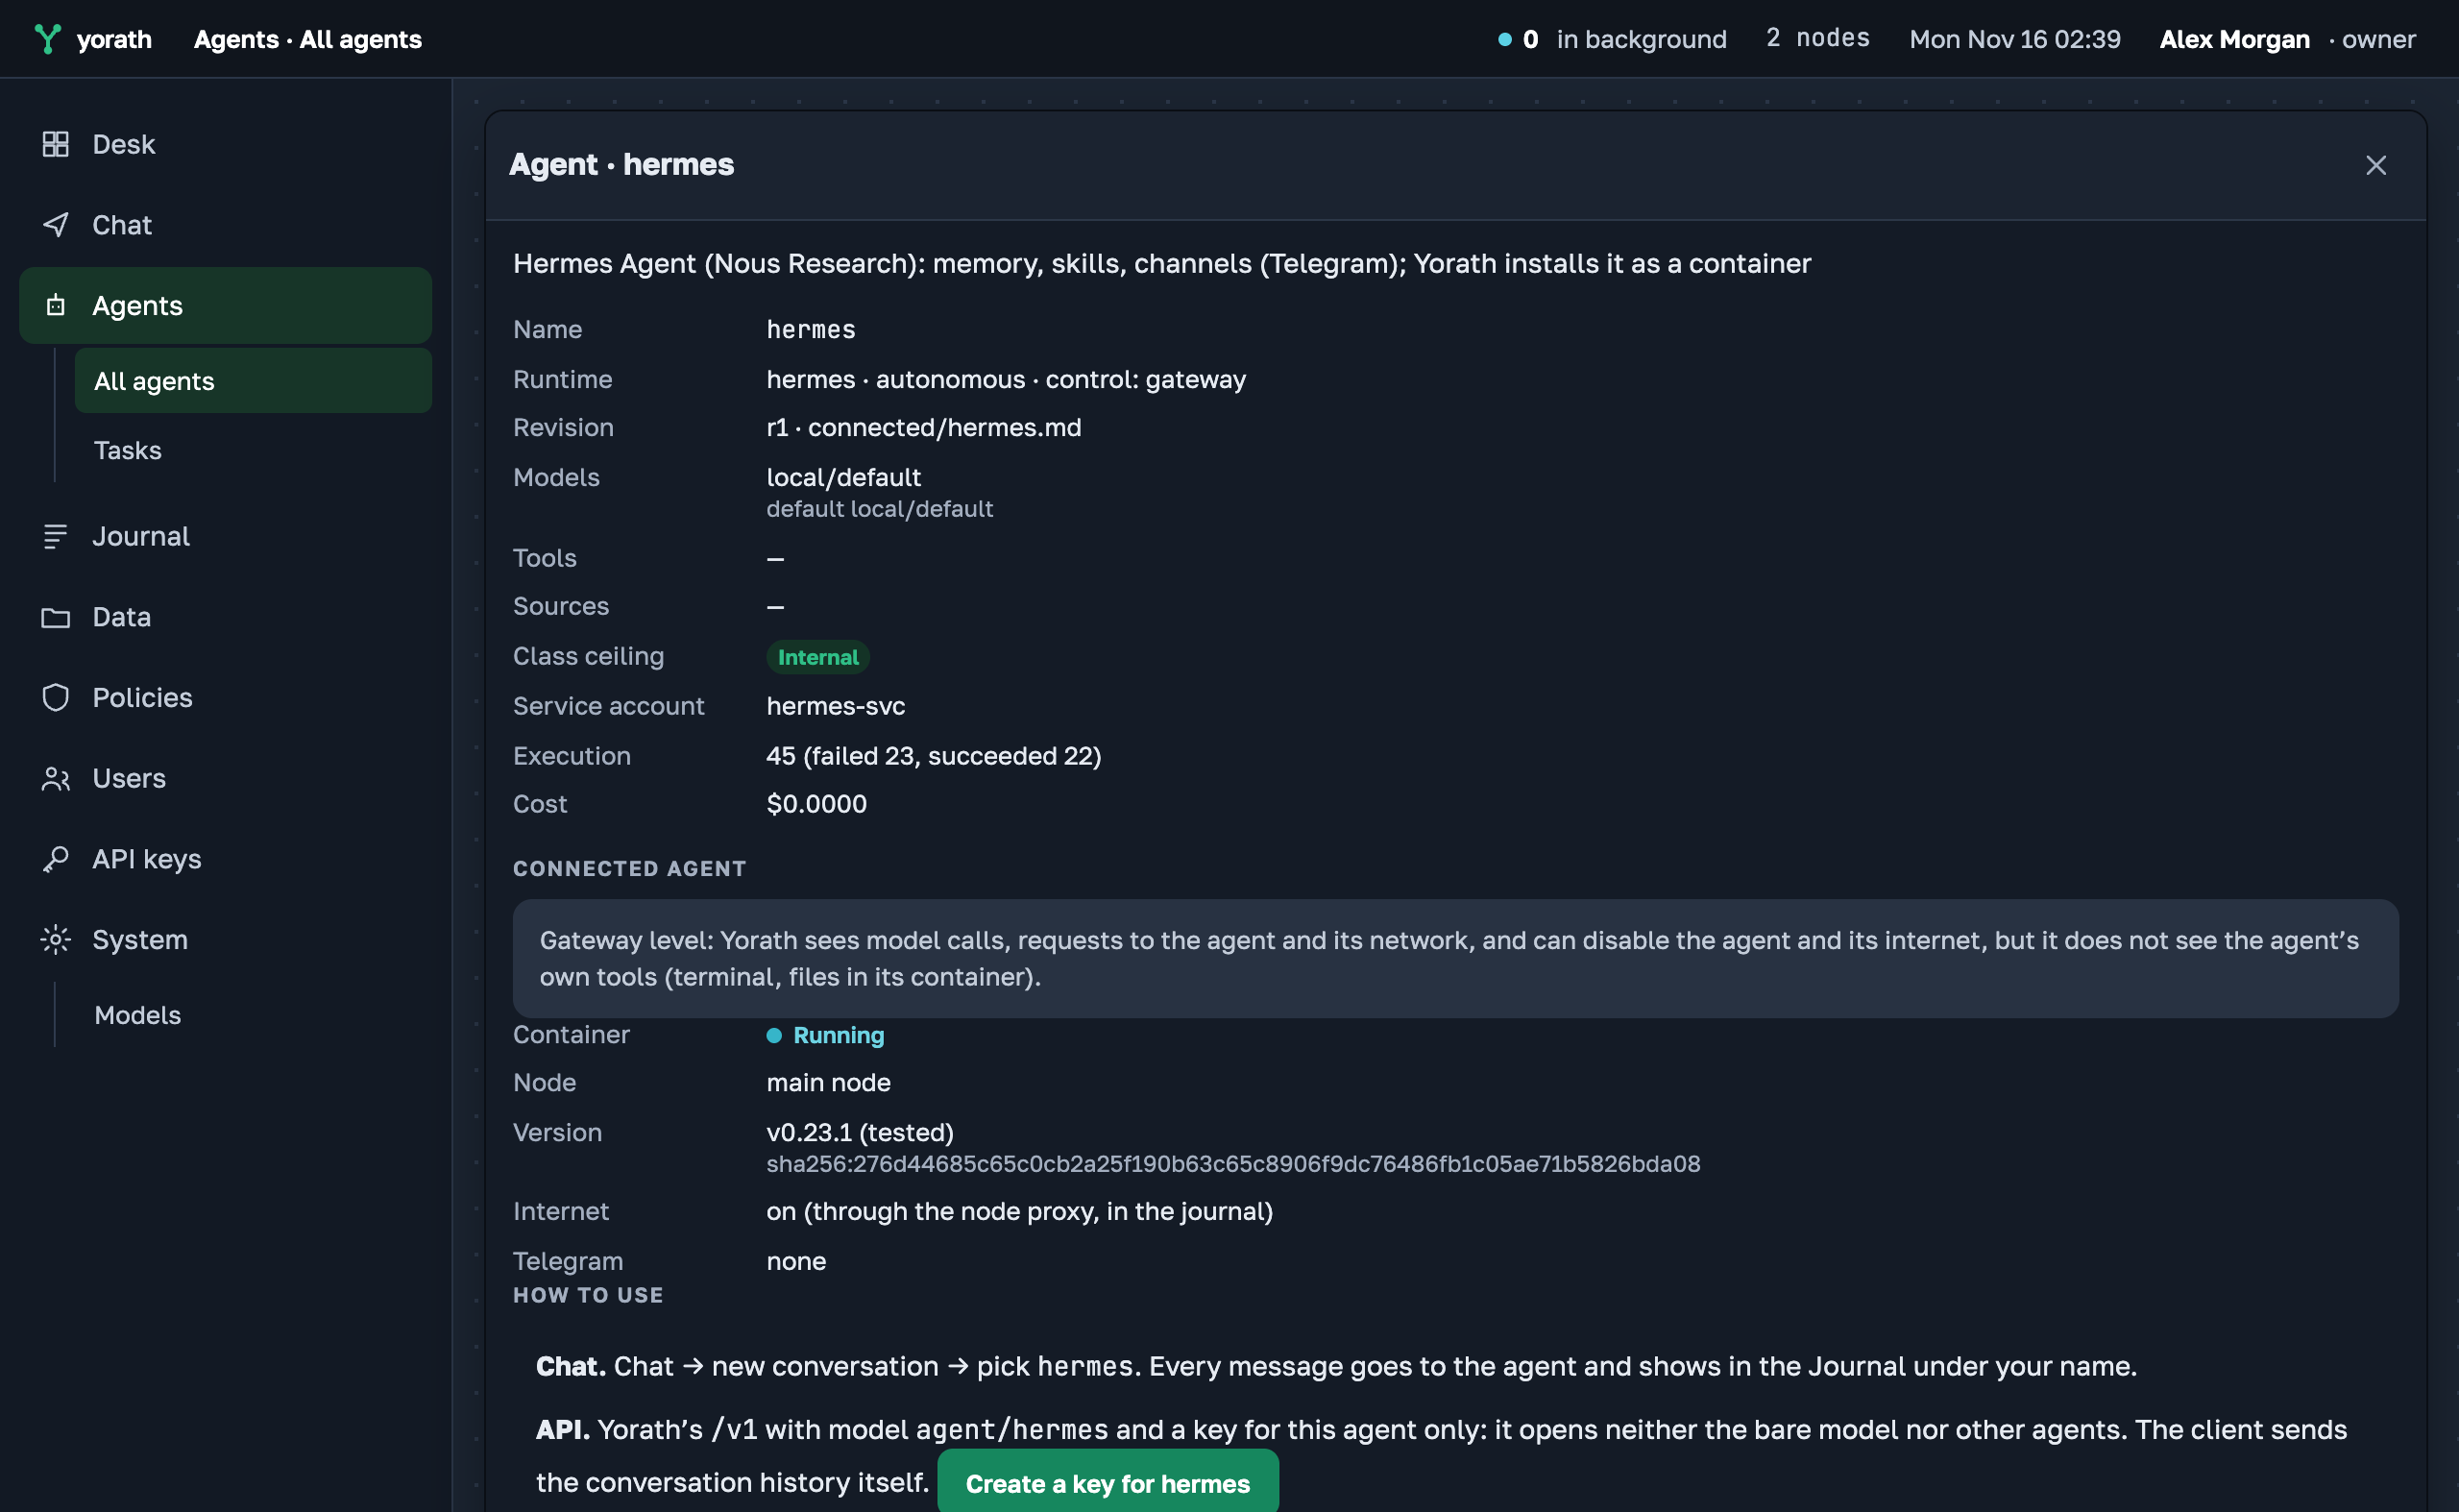 yorath
Agents · All agents
0 in background
2 nodes
Mon Nov 16 02:39
Alex Morgan · owner
Desk
Chat
Agents
All agents
Tasks
Journal
Data
Policies
Users
API keys
System
Models
Agent · hermes
Hermes Agent (Nous Research): memory, skills, channels (Telegram); Yorath installs it as a container
Name hermes
Runtime hermes · autonomous · control: gateway
Revision r1 · connected/hermes.md
Models local/default
default local/default
Tools —
Sources —
Class ceiling Internal
Service account hermes-svc
Execution 45 (failed 23, succeeded 22)
Cost $0.0000
CONNECTED AGENT
Gateway level: Yorath sees model calls, requests to the agent and its network, and can disable the agent and its internet, but it does not see the agent’s
own tools (terminal, files in its container).
Container Running
Node main node
Version v0.23.1 (tested)
sha256:276d44685c65c0cb2a25f190b63c65c8906f9dc76486fb1c05ae71b5826bda08
Internet on (through the node proxy, in the journal)
Telegram none
HOW TO USE
Chat. Chat → new conversation → pick hermes. Every message goes to the agent and shows in the Journal under your name.
API. Yorath’s /v1 with model agent/hermes and a key for this agent only: it opens neither the bare model nor other agents. The client sends
the conversation history itself. Create a key for hermes